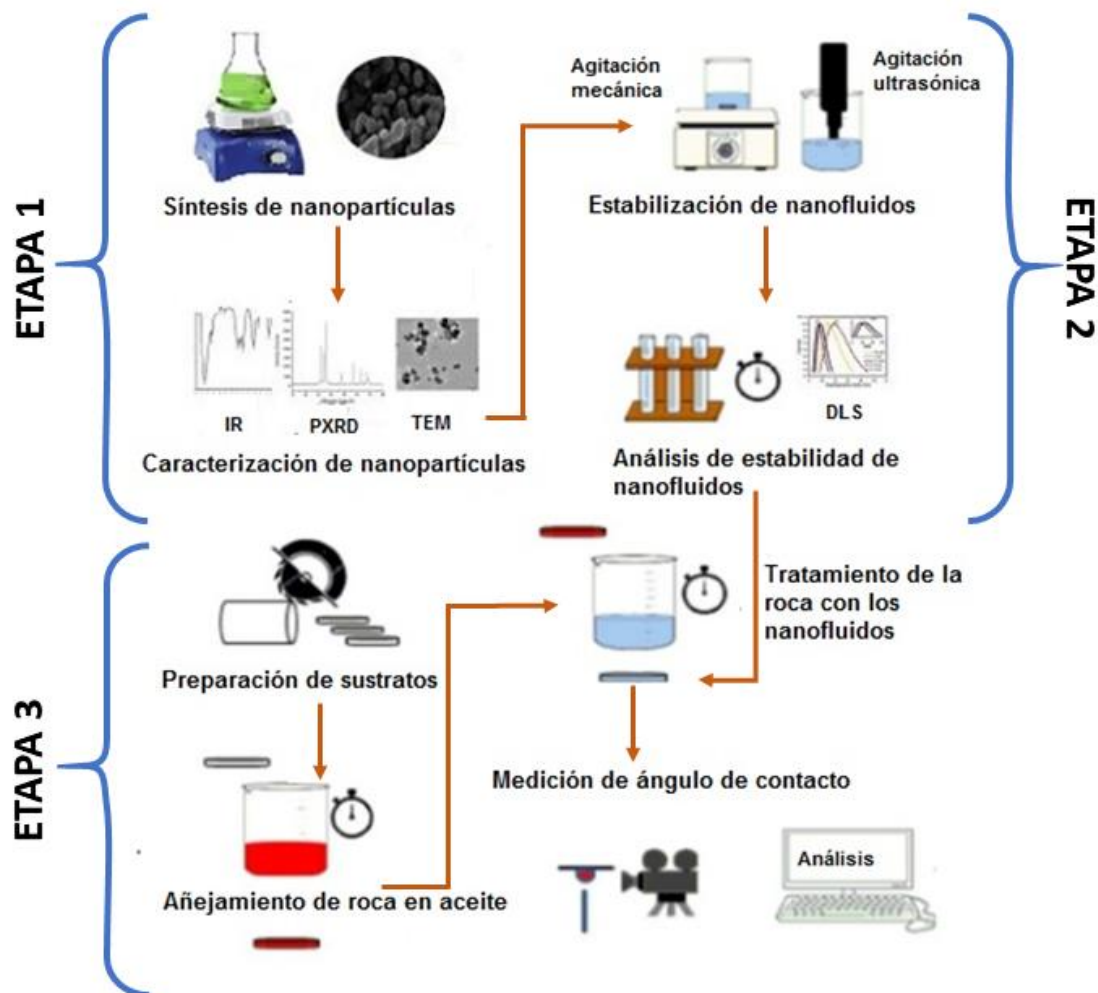 ETAPA 1
Síntesis de nanopartículas
IR
PXRD
TEM
Caracterización de nanopartículas
ETAPA 2
Agitación
mecánica
Agitación
ultrasónica
Estabilización de nanofluidos
DLS
Análisis de estabilidad de
nanofluidos
ETAPA 3
Preparación de sustratos
Añejamiento de roca en aceite
Tratamiento de la
roca con los
nanofluidos
Medición de ángulo de contacto
Análisis